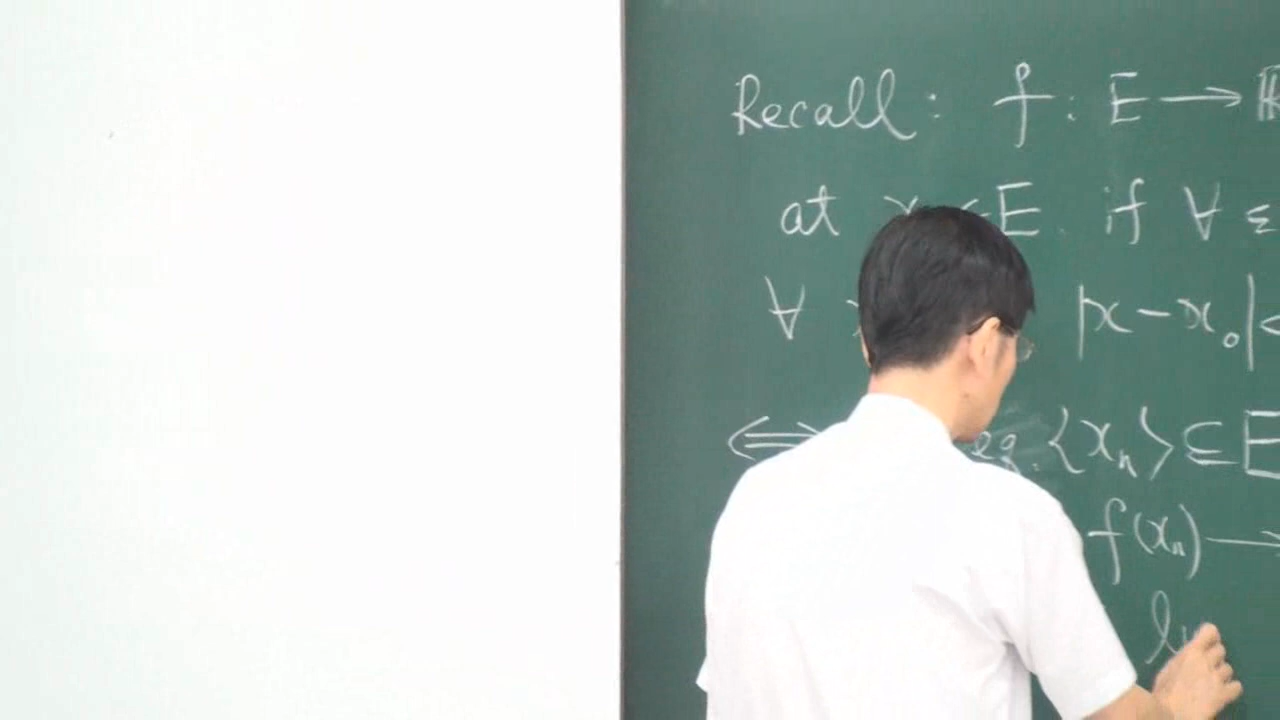 Recall: f : E → ℝ
at x ∈ E if ∀ ε
∀ |x - x₀| <
⟺ eq. {xₙ} ⊆ E
f(xₙ) →